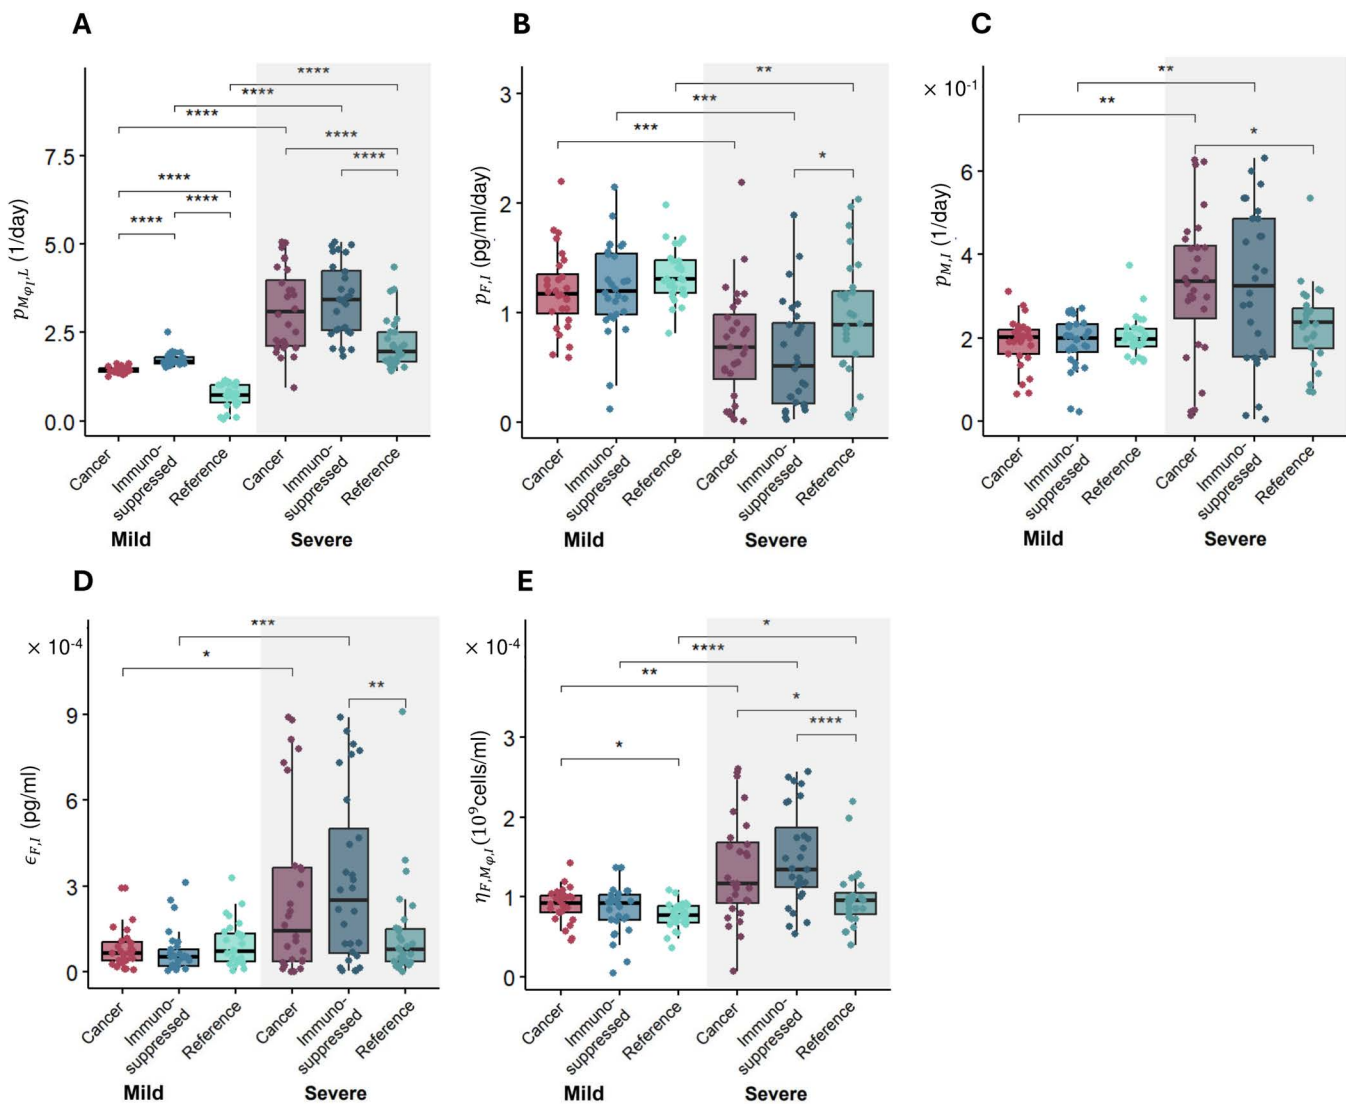 A
B
C
****
****
****
****
****
****
****
****
7.5
5.0
2.5
0.0
p_{Mφ_I,L} (1/day)
Cancer
Immuno-
suppressed
Reference
Cancer
Immuno-
suppressed
Reference
Mild
Severe
**
***
***
*
3
2
1
0
p_{F,I} (pg/ml/day)
Cancer
Immuno-
suppressed
Reference
Cancer
Immuno-
suppressed
Reference
Mild
Severe
× 10⁻¹
**
**
*
6
4
2
0
p_{M,I} (1/day)
Cancer
Immuno-
suppressed
Reference
Cancer
Immuno-
suppressed
Reference
Mild
Severe
D
E
× 10⁻⁴
***
*
**
9
6
3
0
ϵ_{F,I} (pg/ml)
Cancer
Immuno-
suppressed
Reference
Cancer
Immuno-
suppressed
Reference
Mild
Severe
× 10⁻⁴
*
****
**
*
****
*
3
2
1
0
η_{F,Mφ,I}(10⁹cells/ml)
Cancer
Immuno-
suppressed
Reference
Cancer
Immuno-
suppressed
Reference
Mild
Severe